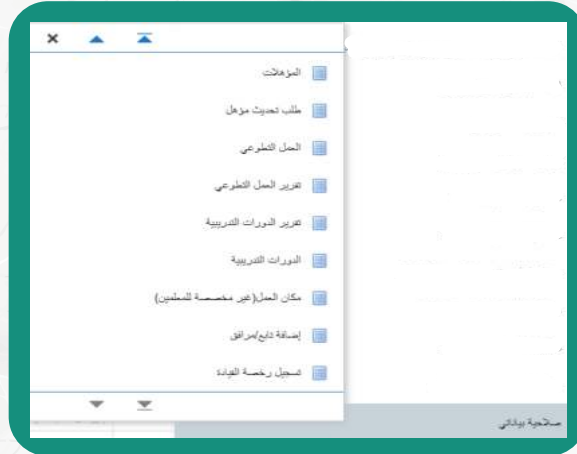 المؤهلات
طلب تحديث مؤهل
العمل التطوعي
تقرير العمل التطوعي
تقرير الدورات التدريبية
الدورات التدريبية
مكان العمل(غير مخصصة للمعلمين)
إضافة تابع/مرافق
تسجيل رخصة القيادة
صلاحية بياناتي